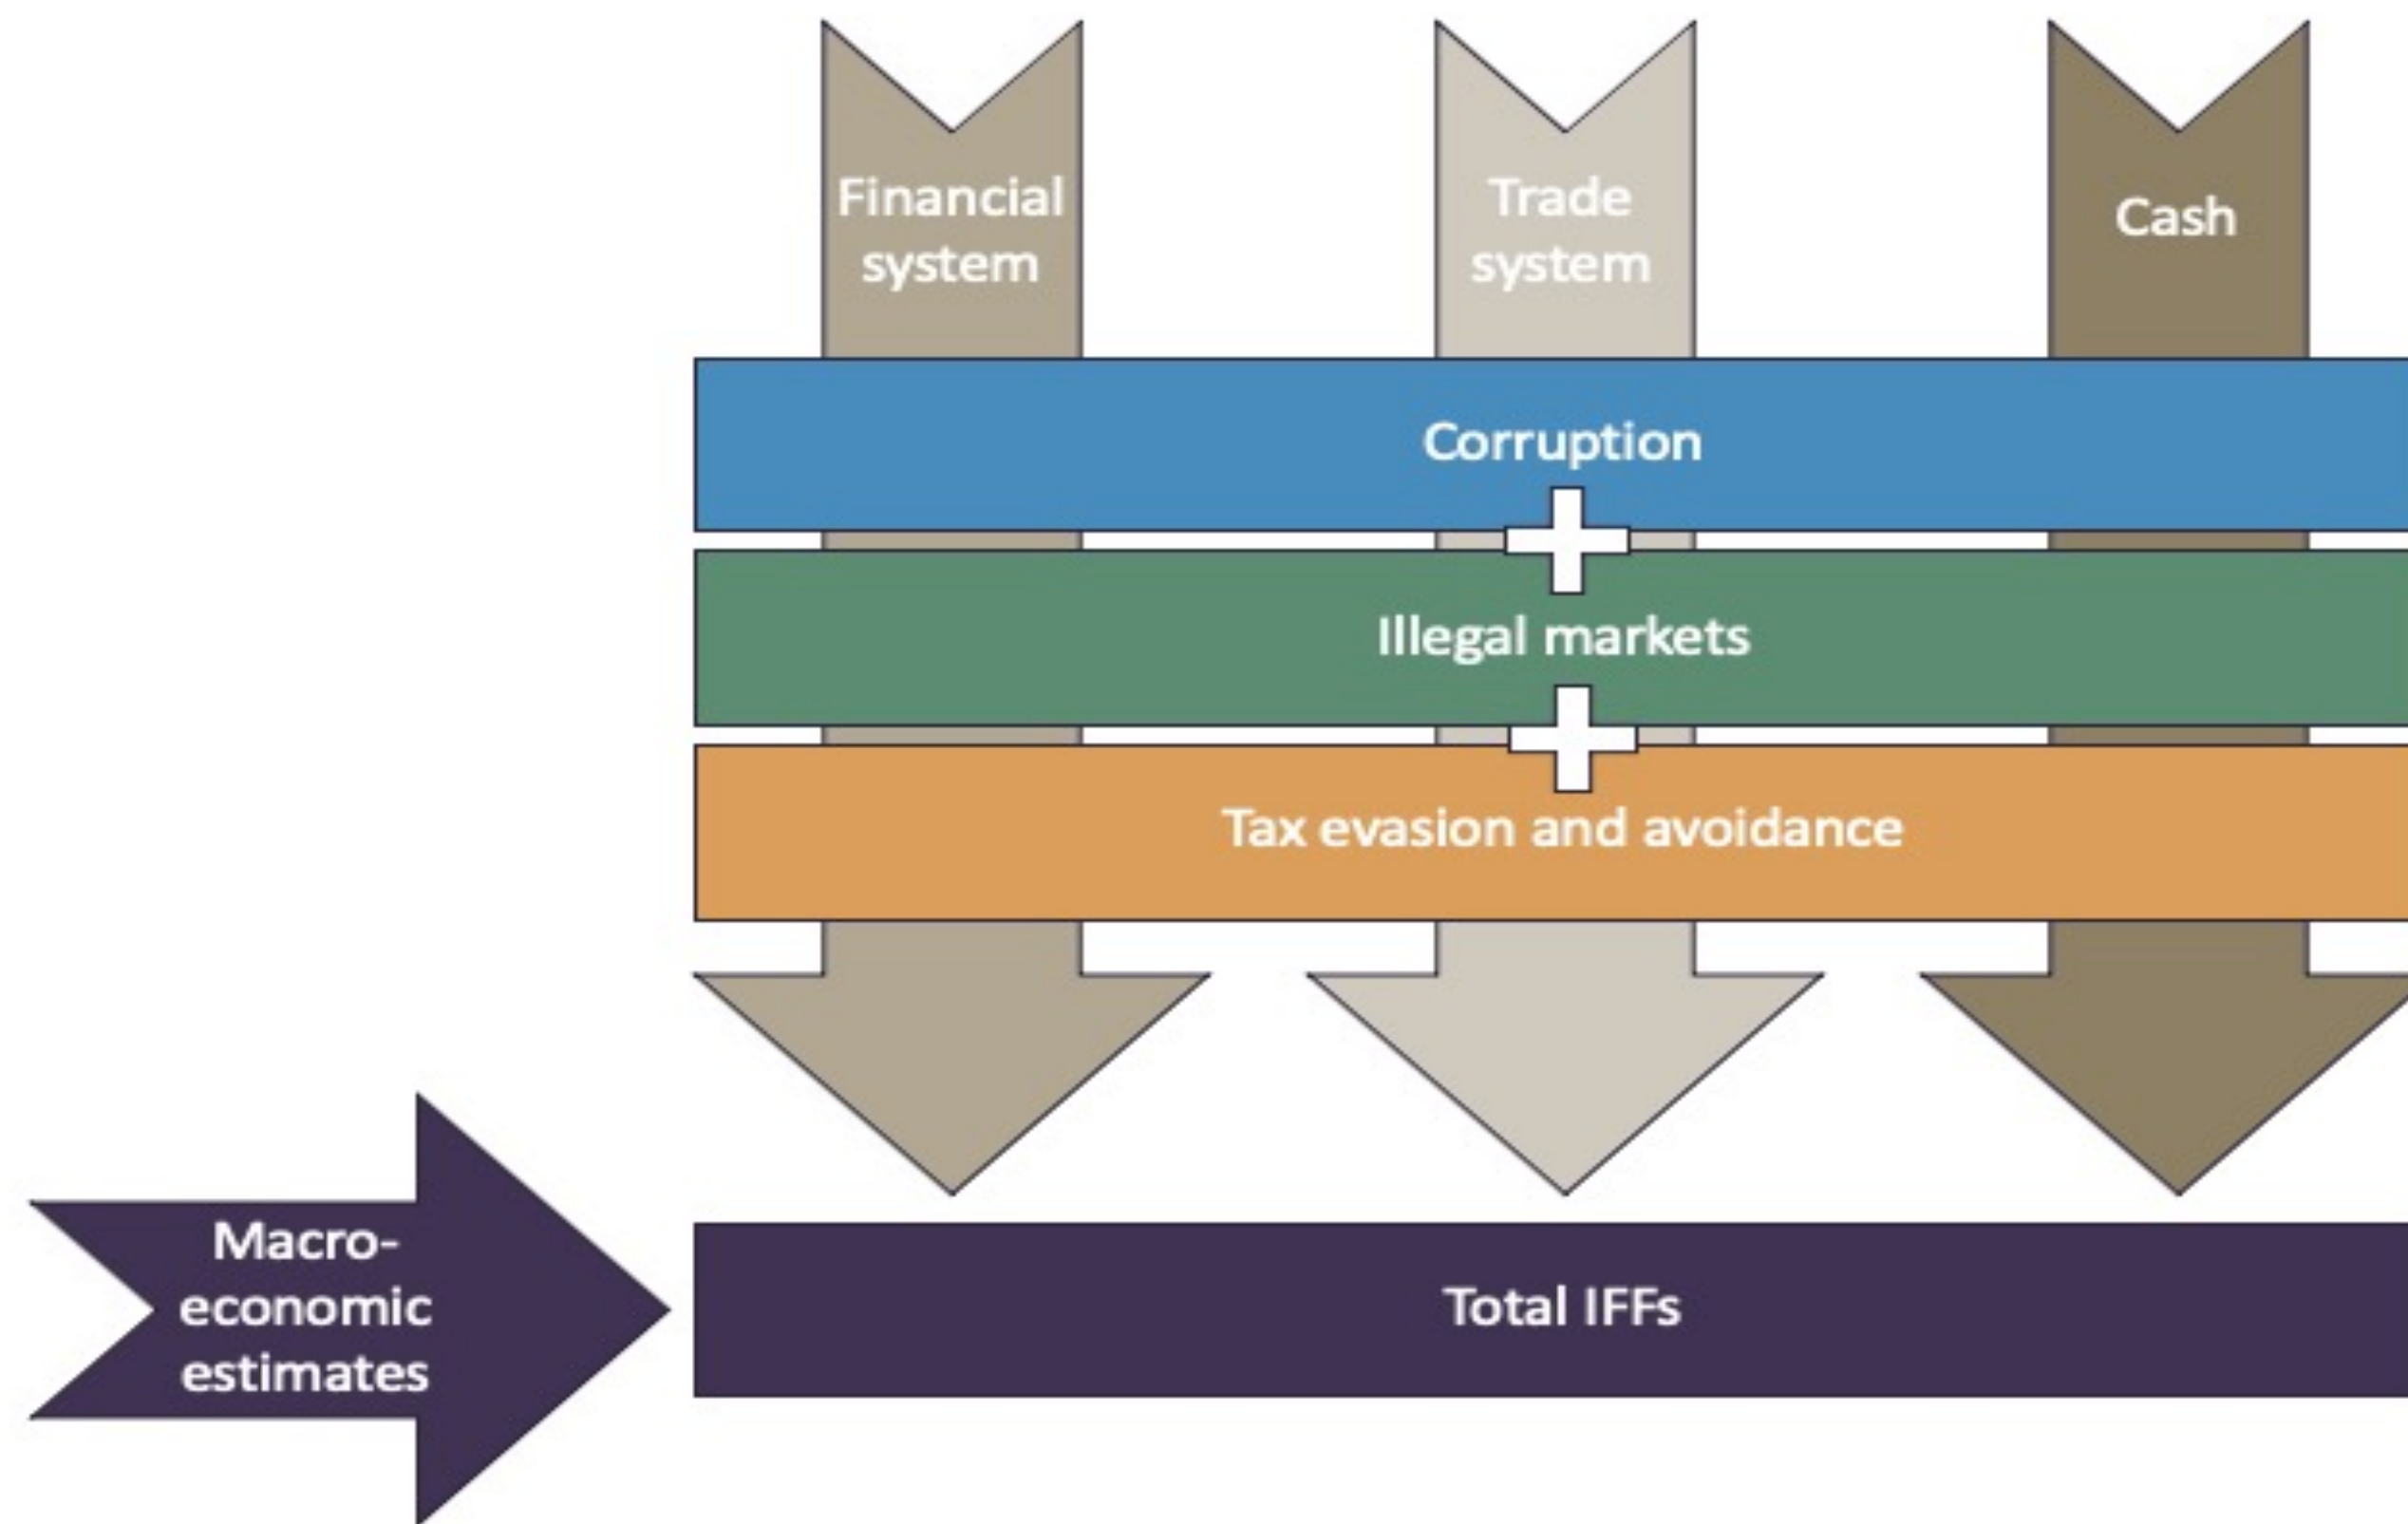 Financial
system
Trade
system
Cash
Corruption
Illegal markets
Tax evasion and avoidance
Macro-
economic
estimates
Total IFFs